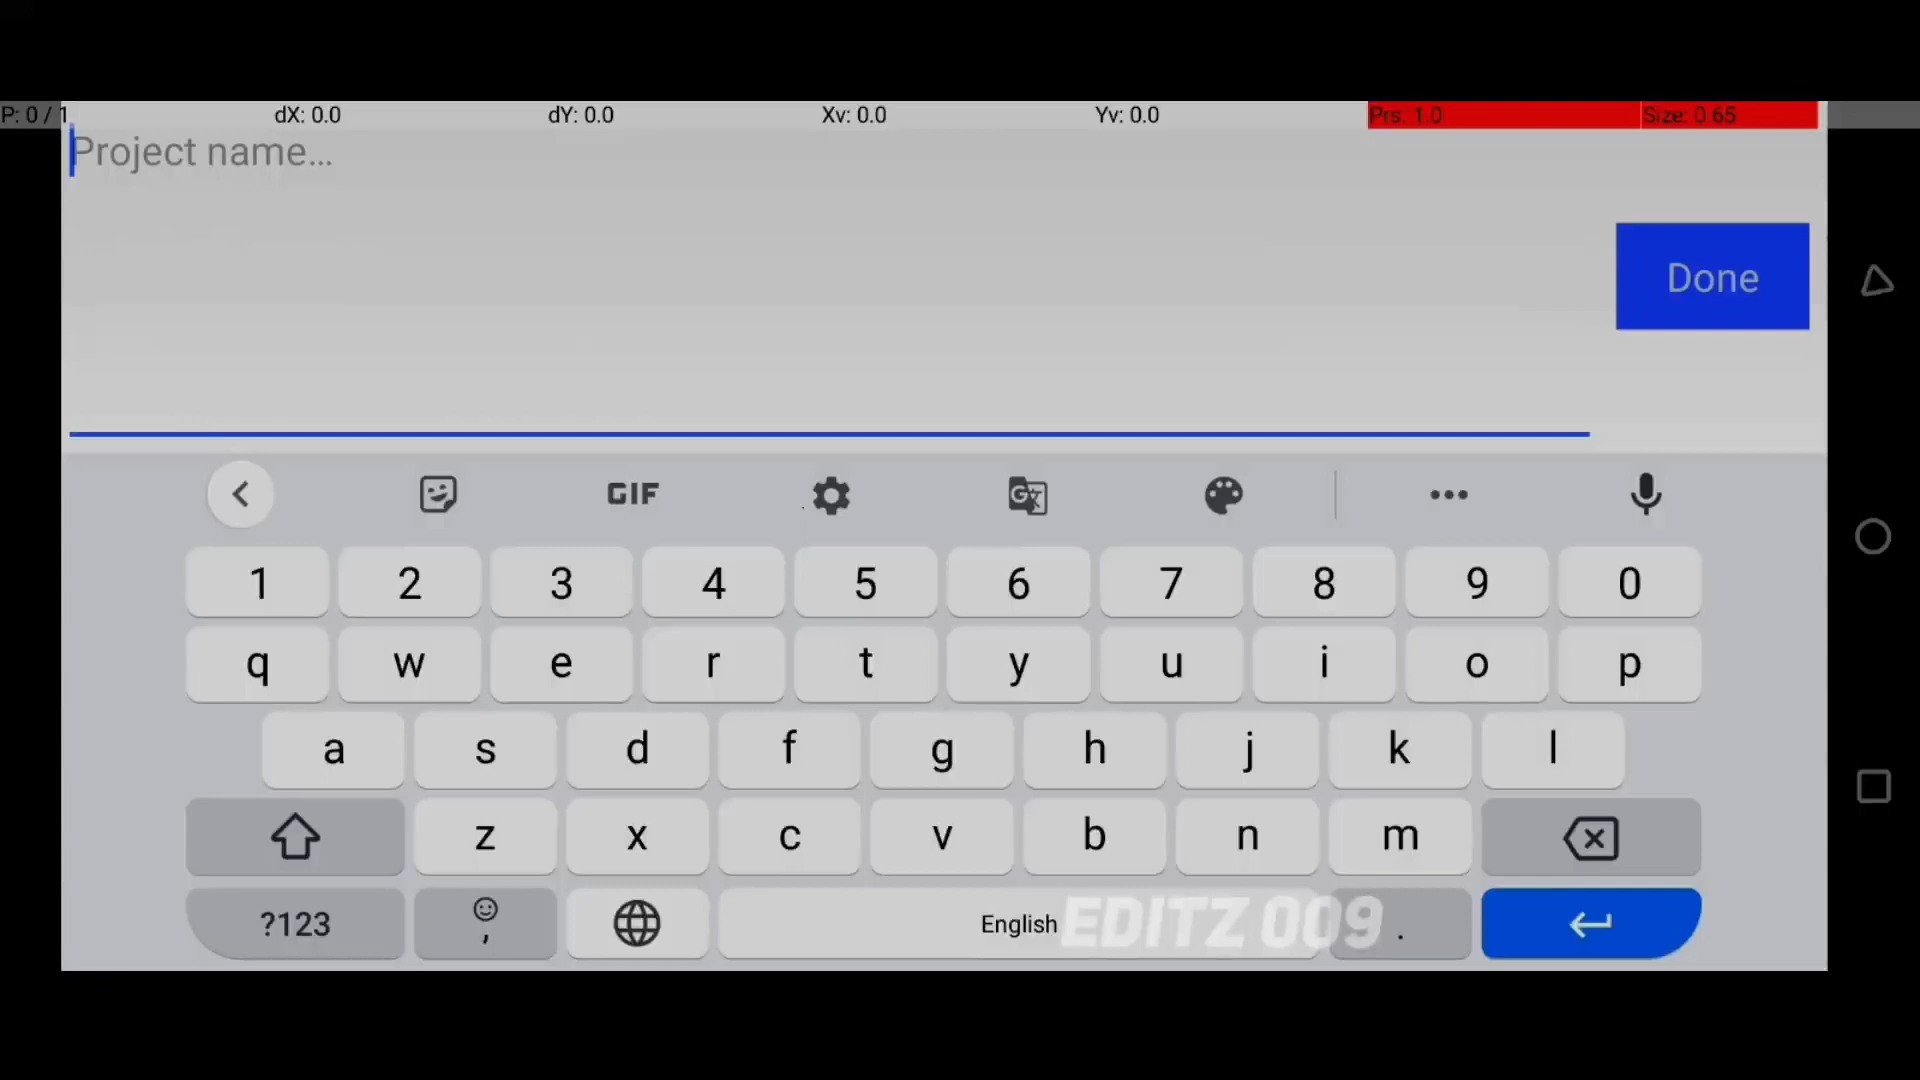 P: 0 / 1 dX: 0.0 dY: 0.0 Xv: 0.0 Yv: 0.0 Prs: 1.0 Size: 0.65
Project name...
Done
GIF
1 2 3 4 5 6 7 8 9 0
q w e r t y u i o p
a s d f g h j k l
z x c v b n m
?123 , English EDITZ 009 .